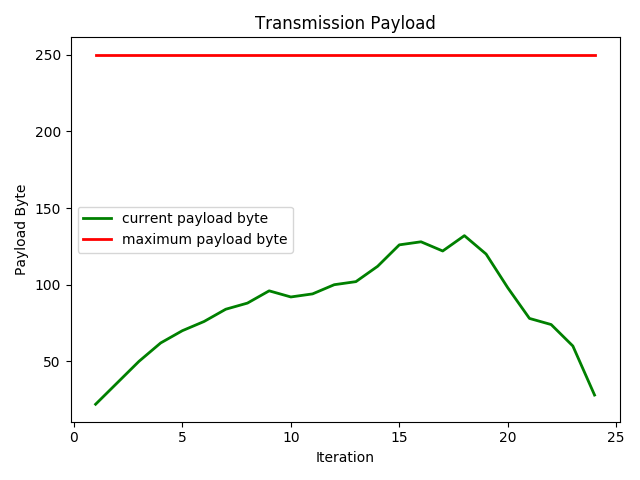 Transmission Payload
250
200
150
100
50
Payload Byte
current payload byte
maximum payload byte
0 5 10 15 20 25
Iteration